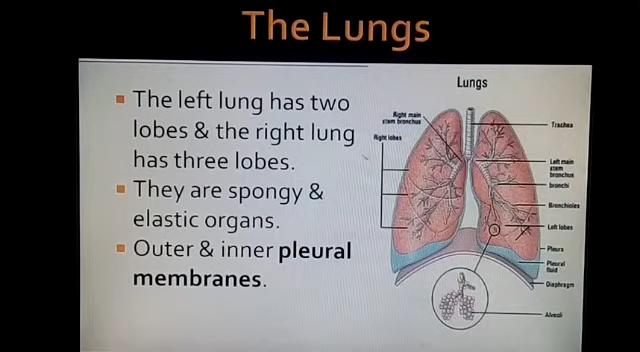 The Lungs
The left lung has two
lobes & the right lung
has three lobes.
They are spongy &
elastic organs.
Outer & inner pleural
membranes.
Lungs
Right main
stem bronchus
Right lobes
Trachea
Left main
stem
bronchus
bronchi
Bronchioles
Left lobes
Pleura
Pleural
fluid
Diaphragm
Alveoli